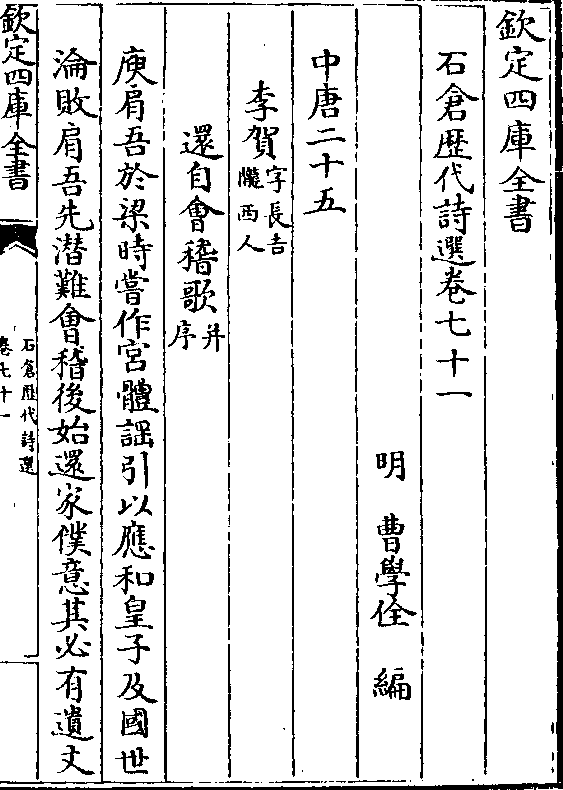 欽定四庫全書
石倉歴代詩選卷七十一
明　曹學佺　編
中唐二十五
李賀字長吉隴西人
還自會稽歌并序
庾肩吾於梁時嘗作宮體謡引以應和皇子及國世
淪敗肩吾先潛難會稽後始還家僕意其必有遺文
欽定四庫全書
石倉歴代詩選
卷七十一